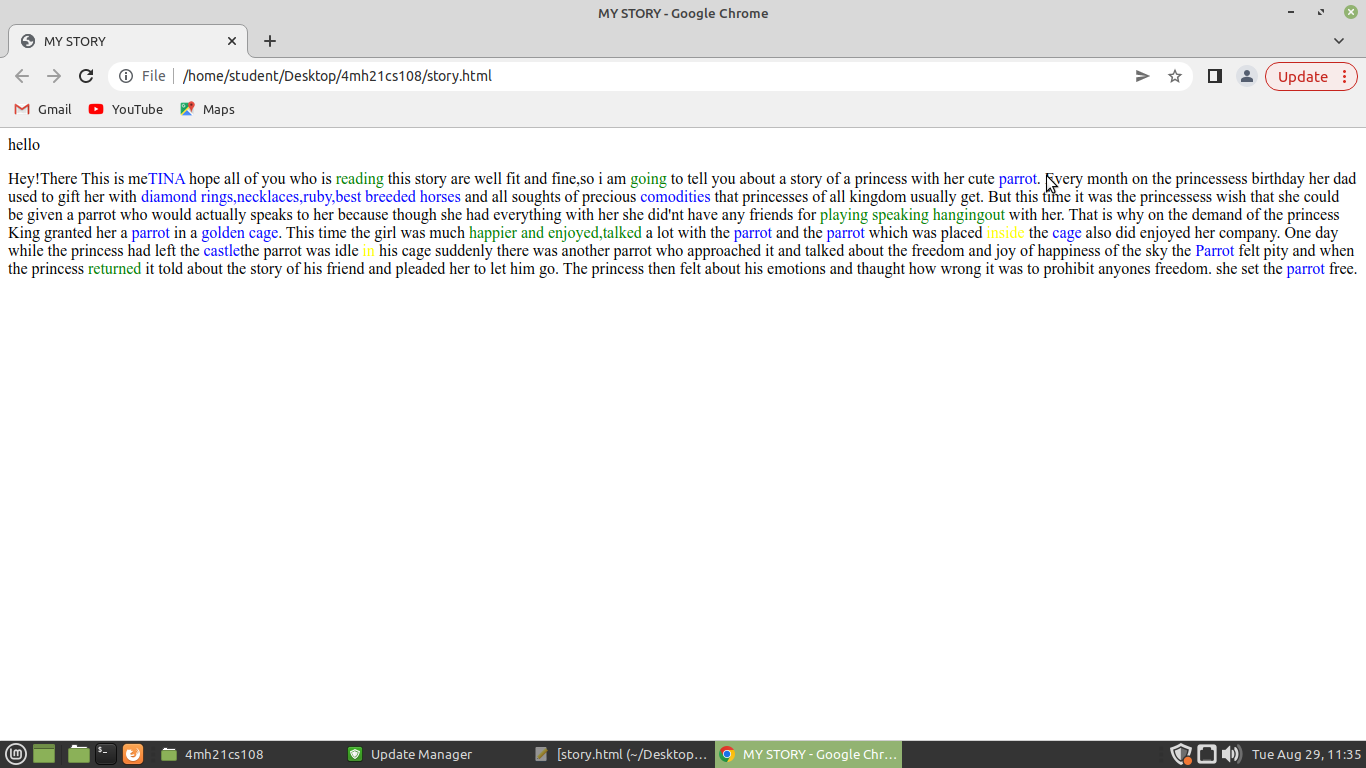 MY STORY - Google Chrome
MY STORY
File /home/student/Desktop/4mh21cs108/story.html Update
Gmail YouTube Maps
hello
Hey!There This is meTINA hope all of you who is reading this story are well fit and fine,so i am going to tell you about a story of a princess with her cute parrot. Every month on the princessess birthday her dad
used to gift her with diamond rings,necklaces,ruby,best breeded horses and all soughts of precious comodities that princesses of all kingdom usually get. But this time it was the princessess wish that she could
be given a parrot who would actually speaks to her because though she had everything with her she did'nt have any friends for playing speaking hangingout with her. That is why on the demand of the princess
King granted her a parrot in a golden cage. This time the girl was much happier and enjoyed,talked a lot with the parrot and the parrot which was placed inside the cage also did enjoyed her company. One day
while the princess had left the castlethe parrot was idle in his cage suddenly there was another parrot who approached it and talked about the freedom and joy of happiness of the sky the Parrot felt pity and when
the princess returned it told about the story of his friend and pleaded her to let him go. The princess then felt about his emotions and thaught how wrong it was to prohibit anyones freedom. she set the parrot free.
4mh21cs108 Update Manager [story.html (~/Desktop... MY STORY - Google Chr... Tue Aug 29, 11:35